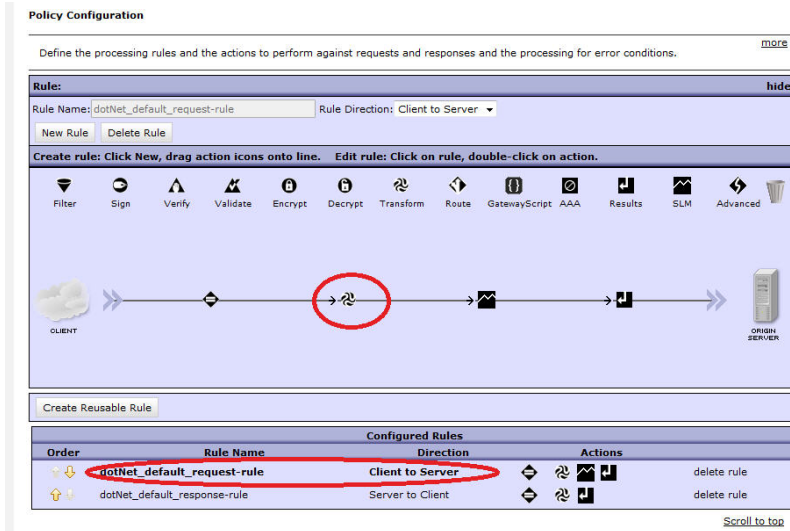 Policy Configuration
more
Define the processing rules and the actions to perform against requests and responses and the processing for error conditions.
Rule: hide
Rule Name: dotNet_default_request-rule Rule Direction: Client to Server
New Rule Delete Rule
Create rule: Click New, drag action icons onto line. Edit rule: Click on rule, double-click on action.
Filter Sign Verify Validate Encrypt Decrypt Transform Route GatewayScript AAA Results SLM Advanced
CLIENT
ORIGIN
SERVER
Create Reusable Rule
Configured Rules
Order Rule Name Direction Actions
dotNet_default_request-rule Client to Server delete rule
dotNet_default_response-rule Server to Client delete rule
Scroll to top